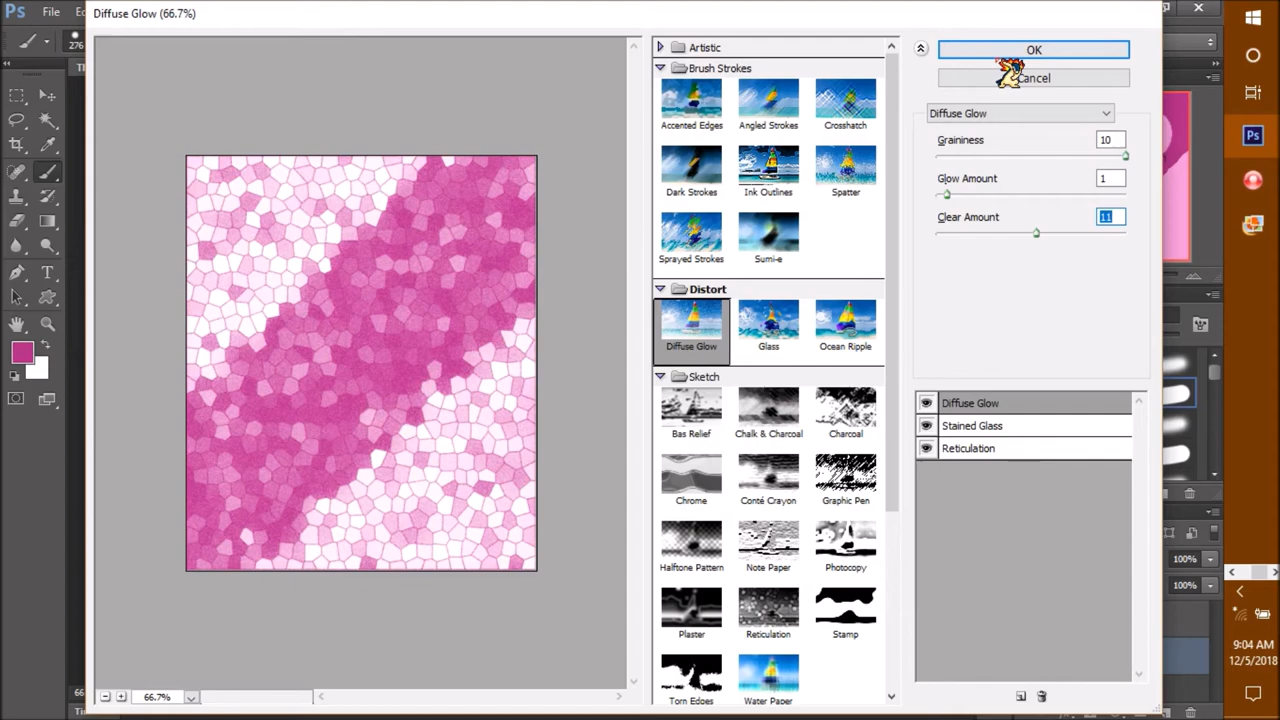 Diffuse Glow (66.7%)
Ps
File
276
Artistic
Brush Strokes
Accented Edges
Angled Strokes
Crosshatch
Dark Strokes
Ink Outlines
Spatter
Sprayed Strokes
Sumi-e
Distort
Diffuse Glow
Glass
Ocean Ripple
Sketch
Bas Relief
Chalk & Charcoal
Charcoal
Chrome
Conté Crayon
Graphic Pen
Halftone Pattern
Note Paper
Photocopy
Plaster
Reticulation
Stamp
Torn Edges
Water Paper
66.7%
OK
Cancel
Diffuse Glow
Graininess
10
Glow Amount
1
Clear Amount
11
Diffuse Glow
Stained Glass
Reticulation
100%
100%
Ps
9:04 AM
12/5/2018